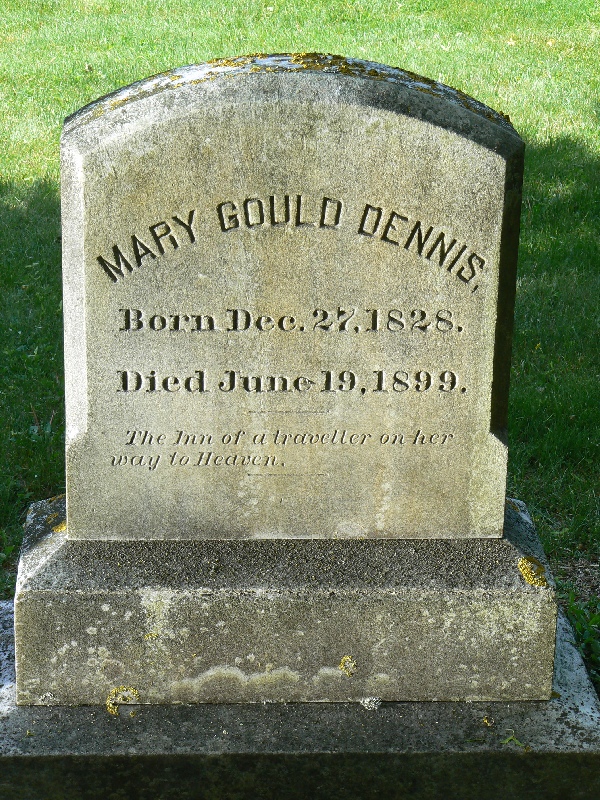 MARY GOULD DENNIS,
Born Dec. 27, 1828.
Died June 19, 1899.
The Inn of a traveller on her
way to Heaven.